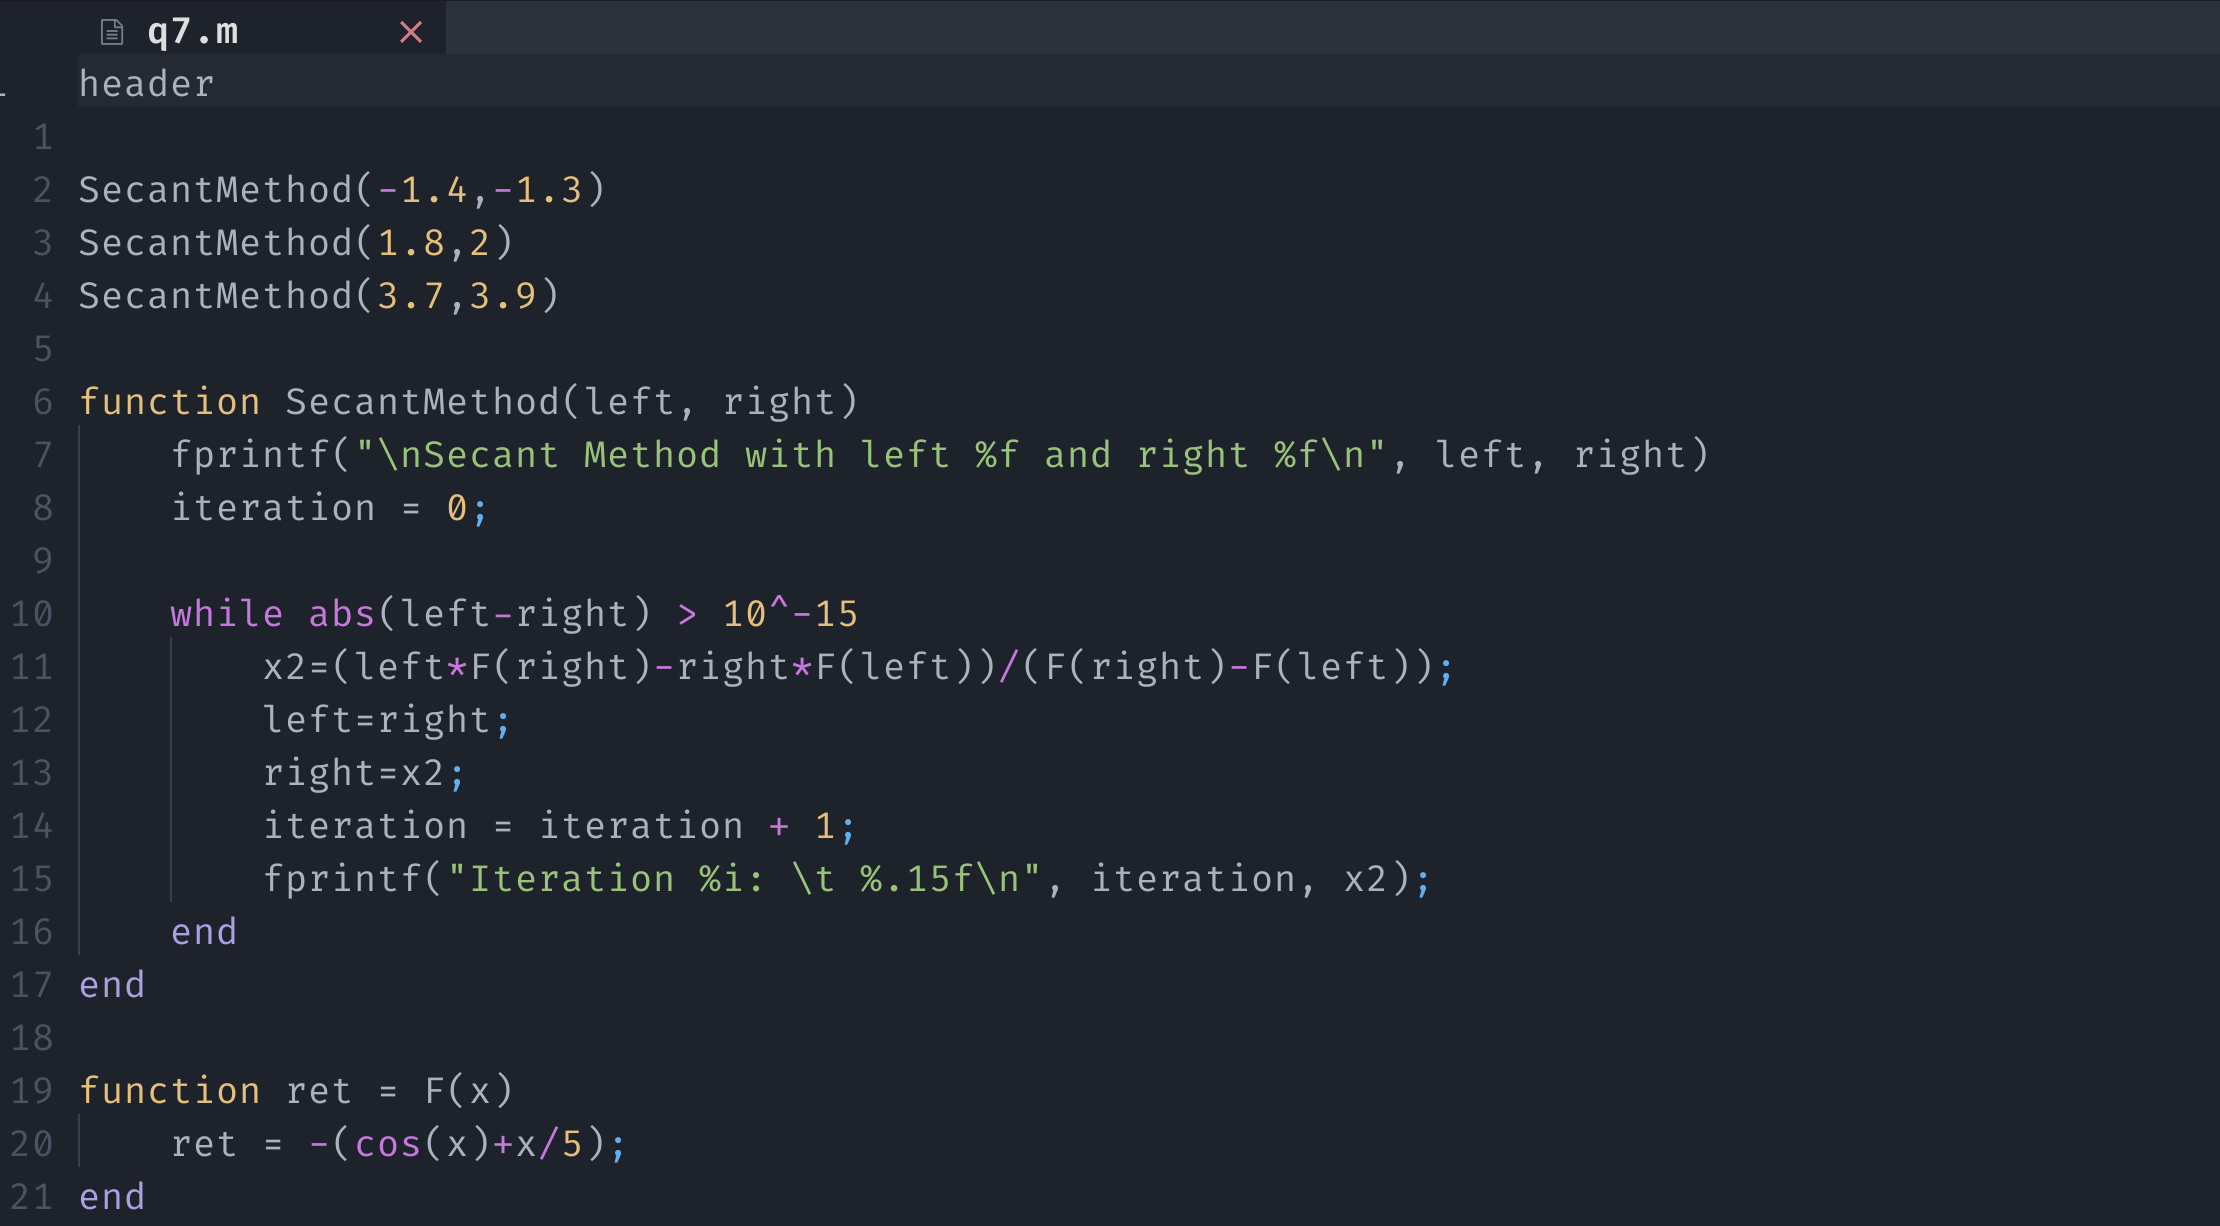 q7.m
header
1
2 SecantMethod(-1.4,-1.3)
3 SecantMethod(1.8,2)
4 SecantMethod(3.7,3.9)
5
6 function SecantMethod(left, right)
7     fprintf("\nSecant Method with left %f and right %f\n", left, right)
8     iteration = 0;
9
10     while abs(left-right) > 10^-15
11         x2=(left*F(right)-right*F(left))/(F(right)-F(left));
12         left=right;
13         right=x2;
14         iteration = iteration + 1;
15         fprintf("Iteration %i: \t %.15f\n", iteration, x2);
16     end
17 end
18
19 function ret = F(x)
20     ret = -(cos(x)+x/5);
21 end